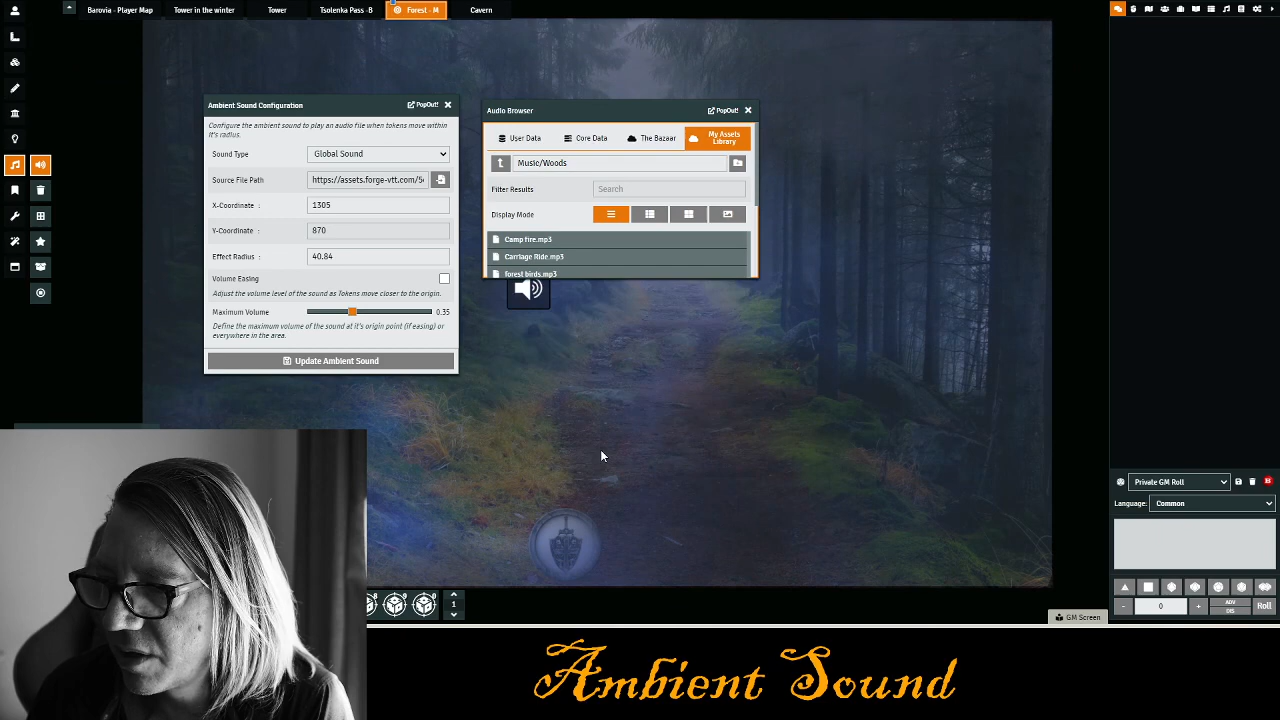 Barovia - Player Map
Tower in the winter
Tower
Tsolenka Pass -B
Forest - M
Cavern
Ambient Sound Configuration
PopOut!
Configure the ambient sound to play an audio file when tokens move within
it's radius.
Sound Type
Global Sound
Source File Path
https://assets.forge-vtt.com/5
X-Coordinate :
1305
Y-Coordinate :
870
Effect Radius :
40.84
Volume Easing
Adjust the volume level of the sound as Tokens move closer to the origin.
Maximum Volume
0.35
Define the maximum volume of the sound at it's origin point (if easing) or
everywhere in the area.
Update Ambient Sound
Audio Browser
PopOut!
User Data
Core Data
The Bazaar
My Assets
Library
Music/Woods
Filter Results
Search
Display Mode
Camp fire.mp3
Carriage Ride.mp3
forest birds.mp3
1
Private GM Roll
Language:
Common
-
0
+
ADV
DIS
Roll
GM Screen
Ambient Sound